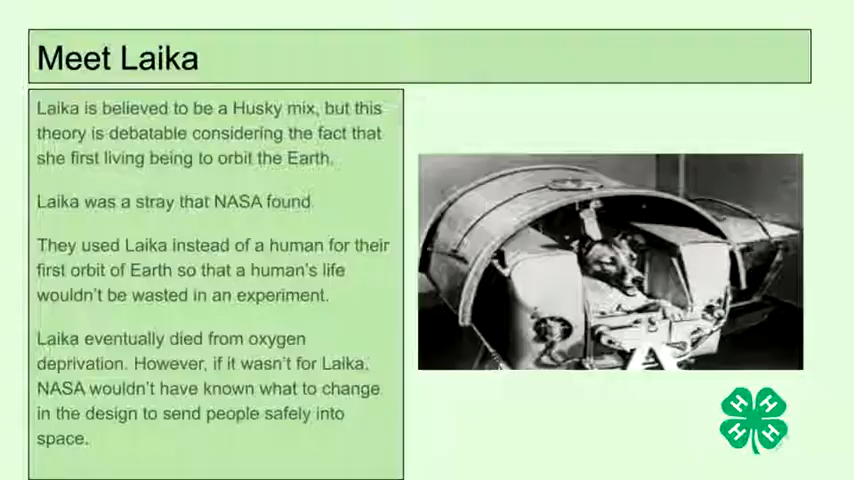 Meet Laika
Laika is believed to be a Husky mix, but this
theory is debatable considering the fact that
she first living being to orbit the Earth.
Laika was a stray that NASA found
They used Laika instead of a human for their
first orbit of Earth so that a human's life
wouldn't be wasted in an experiment.
Laika eventually died from oxygen
deprivation. However, if it wasn't for Laika,
NASA wouldn't have known what to change
in the design to send people safely into
space.
H H
H H